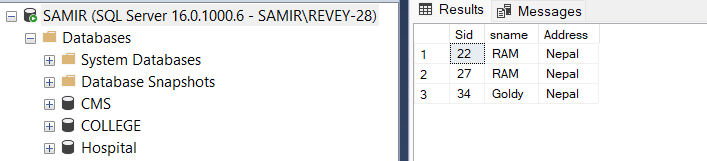 SAMIR (SQL Server 16.0.1000.6 - SAMIR\REVEY-28)
Databases
System Databases
Database Snapshots
CMS
COLLEGE
Hospital
Results Messages
Sid sname Address
1 22 RAM Nepal
2 27 RAM Nepal
3 34 Goldy Nepal